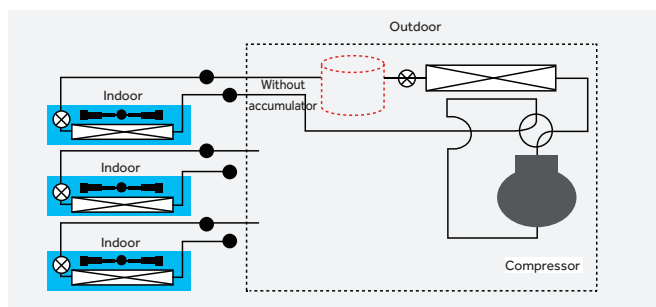 Outdoor
Indoor
Without
accumulator
Indoor
Indoor
Compressor